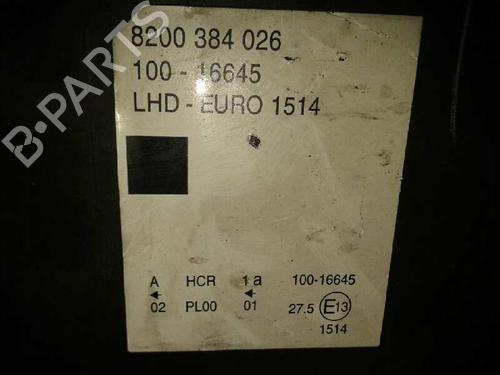 8200 384 026
100 - 16645
LHD - EURO 1514
A HCR 1a 100-16645
← ←
02 PL00 01 27.5 E13
1514
B-PARTS